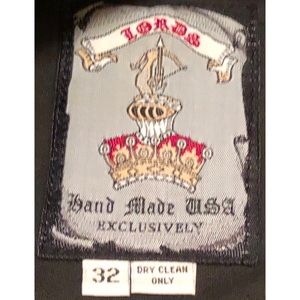 LORDS
Hand Made USA
EXCLUSIVELY
32
DRY CLEAN
ONLY